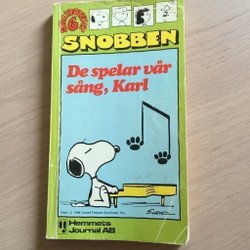 6
SNOBBEN
De spelar vår
sång, Karl
Hemmets
Journal AB